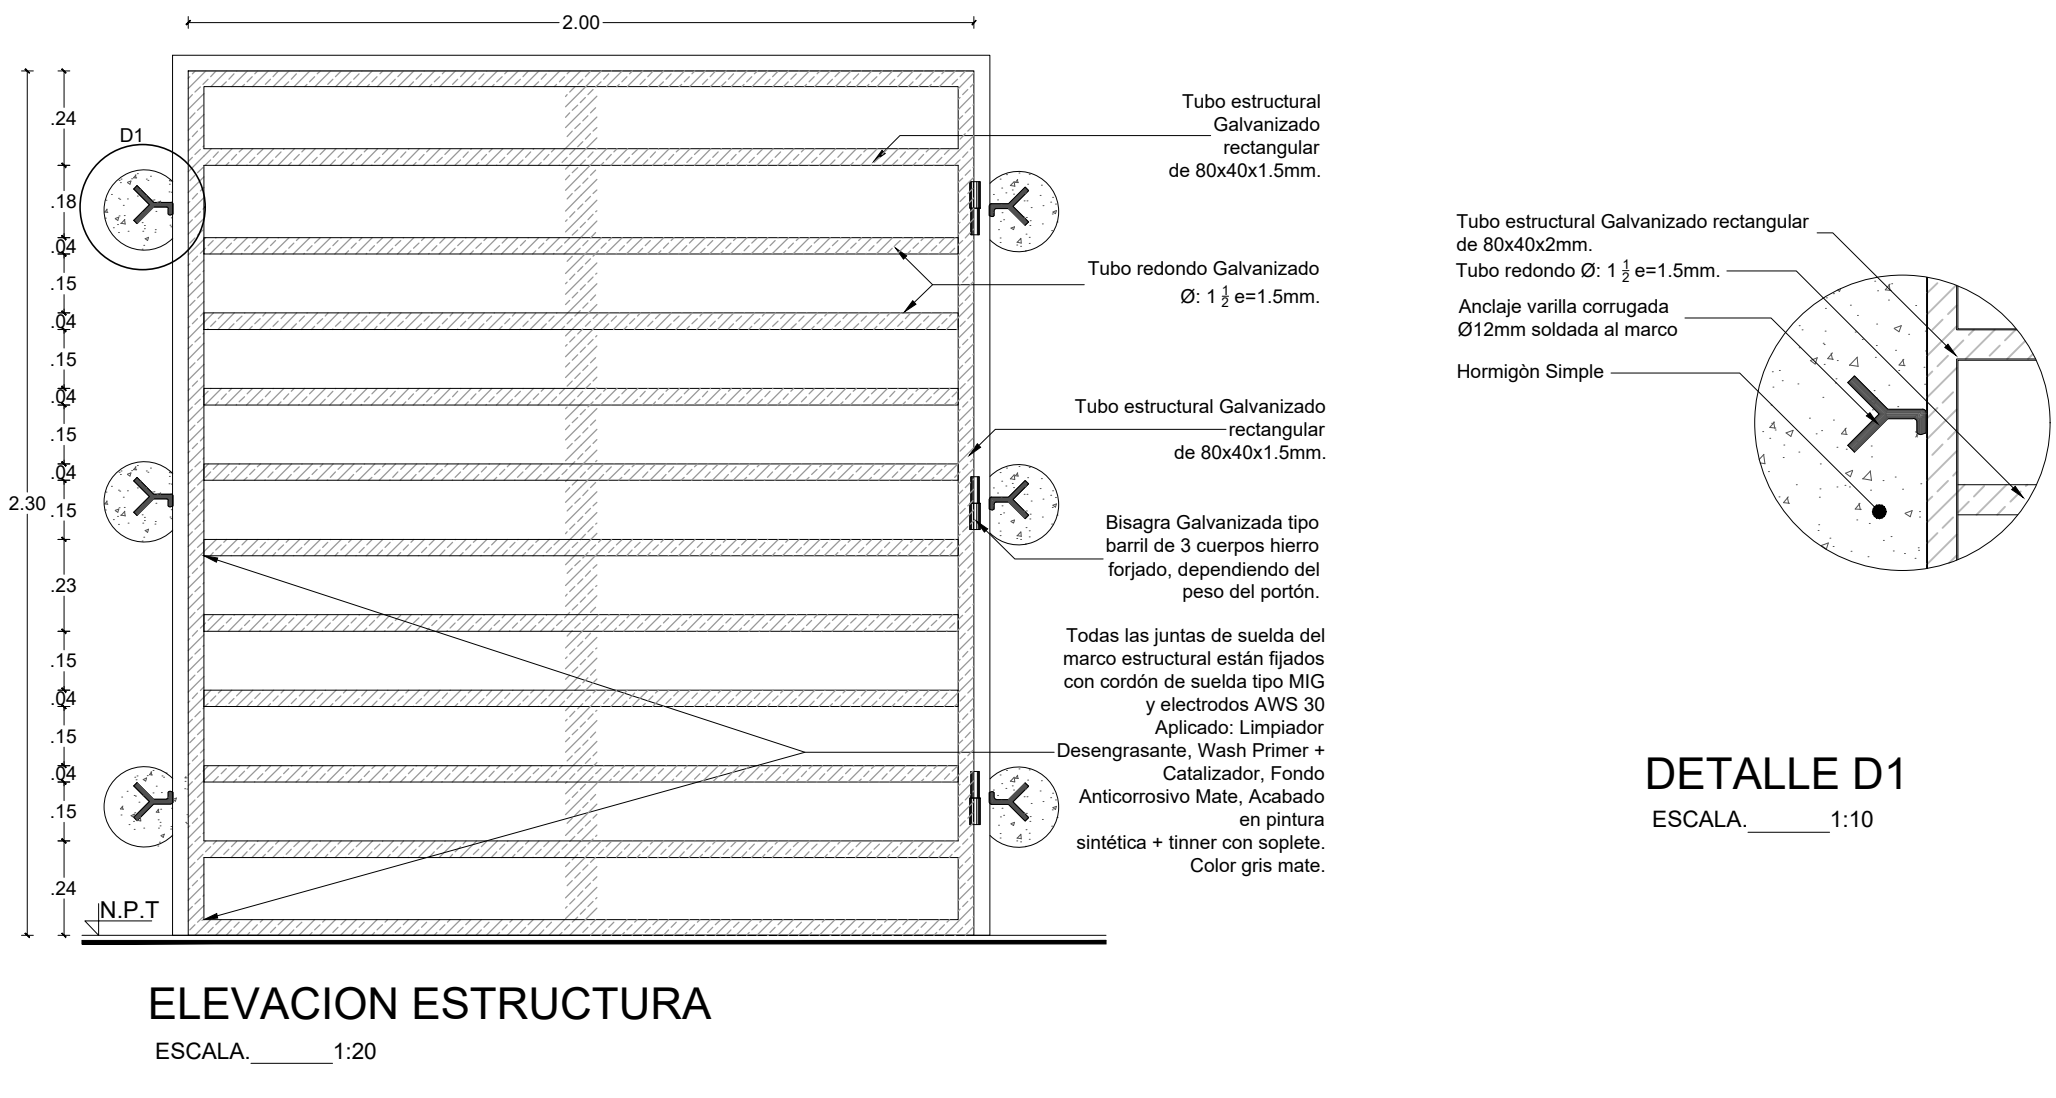 2.00
.24
D1
.18
.04
.15
.04
.15
.04
.15
.04
2.30
.15
.23
.15
.04
.15
.04
.15
.24
N.P.T
Tubo estructural
Galvanizado
rectangular
de 80x40x1.5mm.
Tubo redondo Galvanizado
Ø: 1 1/2 e=1.5mm.
Tubo estructural Galvanizado
rectangular
de 80x40x1.5mm.
Bisagra Galvanizada tipo
barril de 3 cuerpos hierro
forjado, dependiendo del
peso del portón.
Todas las juntas de suelda del
marco estructural están fijados
con cordón de suelda tipo MIG
y electrodos AWS 30
Aplicado: Limpiador
Desengrasante, Wash Primer +
Catalizador, Fondo
Anticorrosivo Mate, Acabado
en pintura
sintética + tinner con soplete.
Color gris mate.
ELEVACION ESTRUCTURA
ESCALA._______1:20
Tubo estructural Galvanizado rectangular
de 80x40x2mm.
Tubo redondo Ø: 1 1/2 e=1.5mm.
Anclaje varilla corrugada
Ø12mm soldada al marco
Hormigòn Simple
DETALLE D1
ESCALA._______1:10